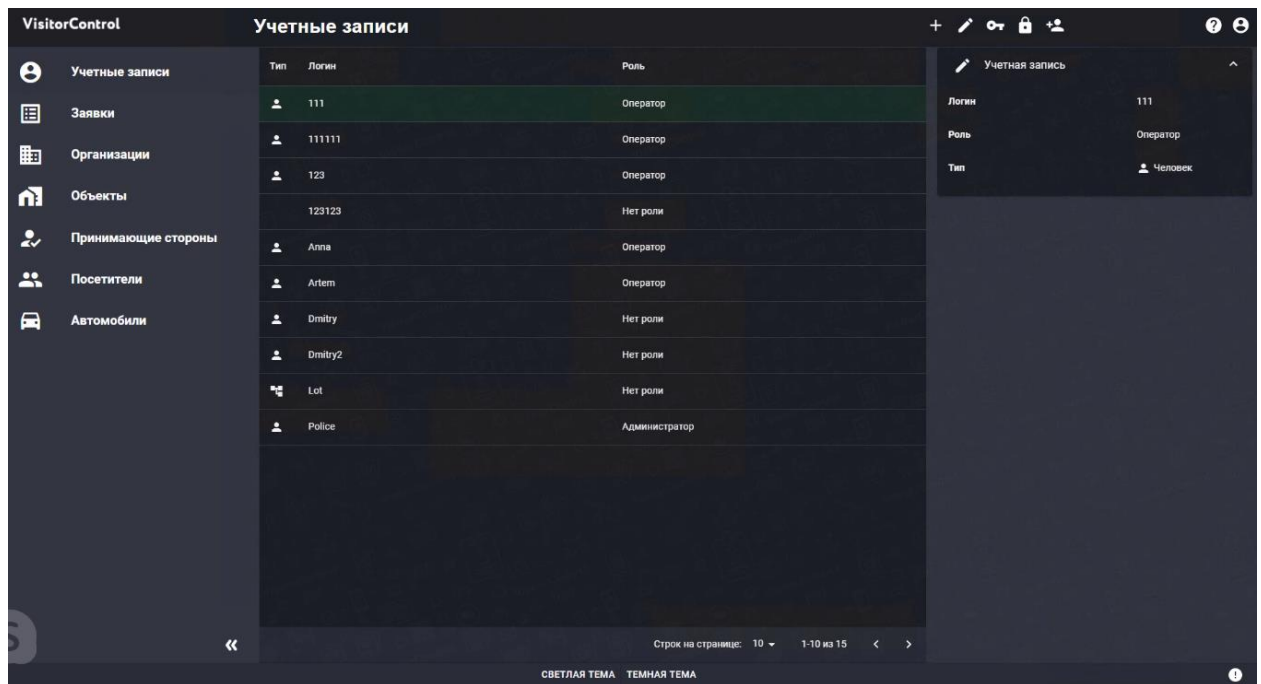 VisitorControl
Учетные записи
Учетные записи
Заявки
Организации
Объекты
Принимающие стороны
Посетители
Автомобили
Тип Логин Роль
111 Оператор
111111 Оператор
123 Оператор
123123 Нет роли
Anna Оператор
Artem Оператор
Dmitry Нет роли
Dmitry2 Нет роли
Lot Нет роли
Police Администратор
Строк на странице: 10 1-10 из 15
Учетная запись
Логин 111
Роль Оператор
Тип Человек
СВЕТЛАЯ ТЕМА ТЕМНАЯ ТЕМА